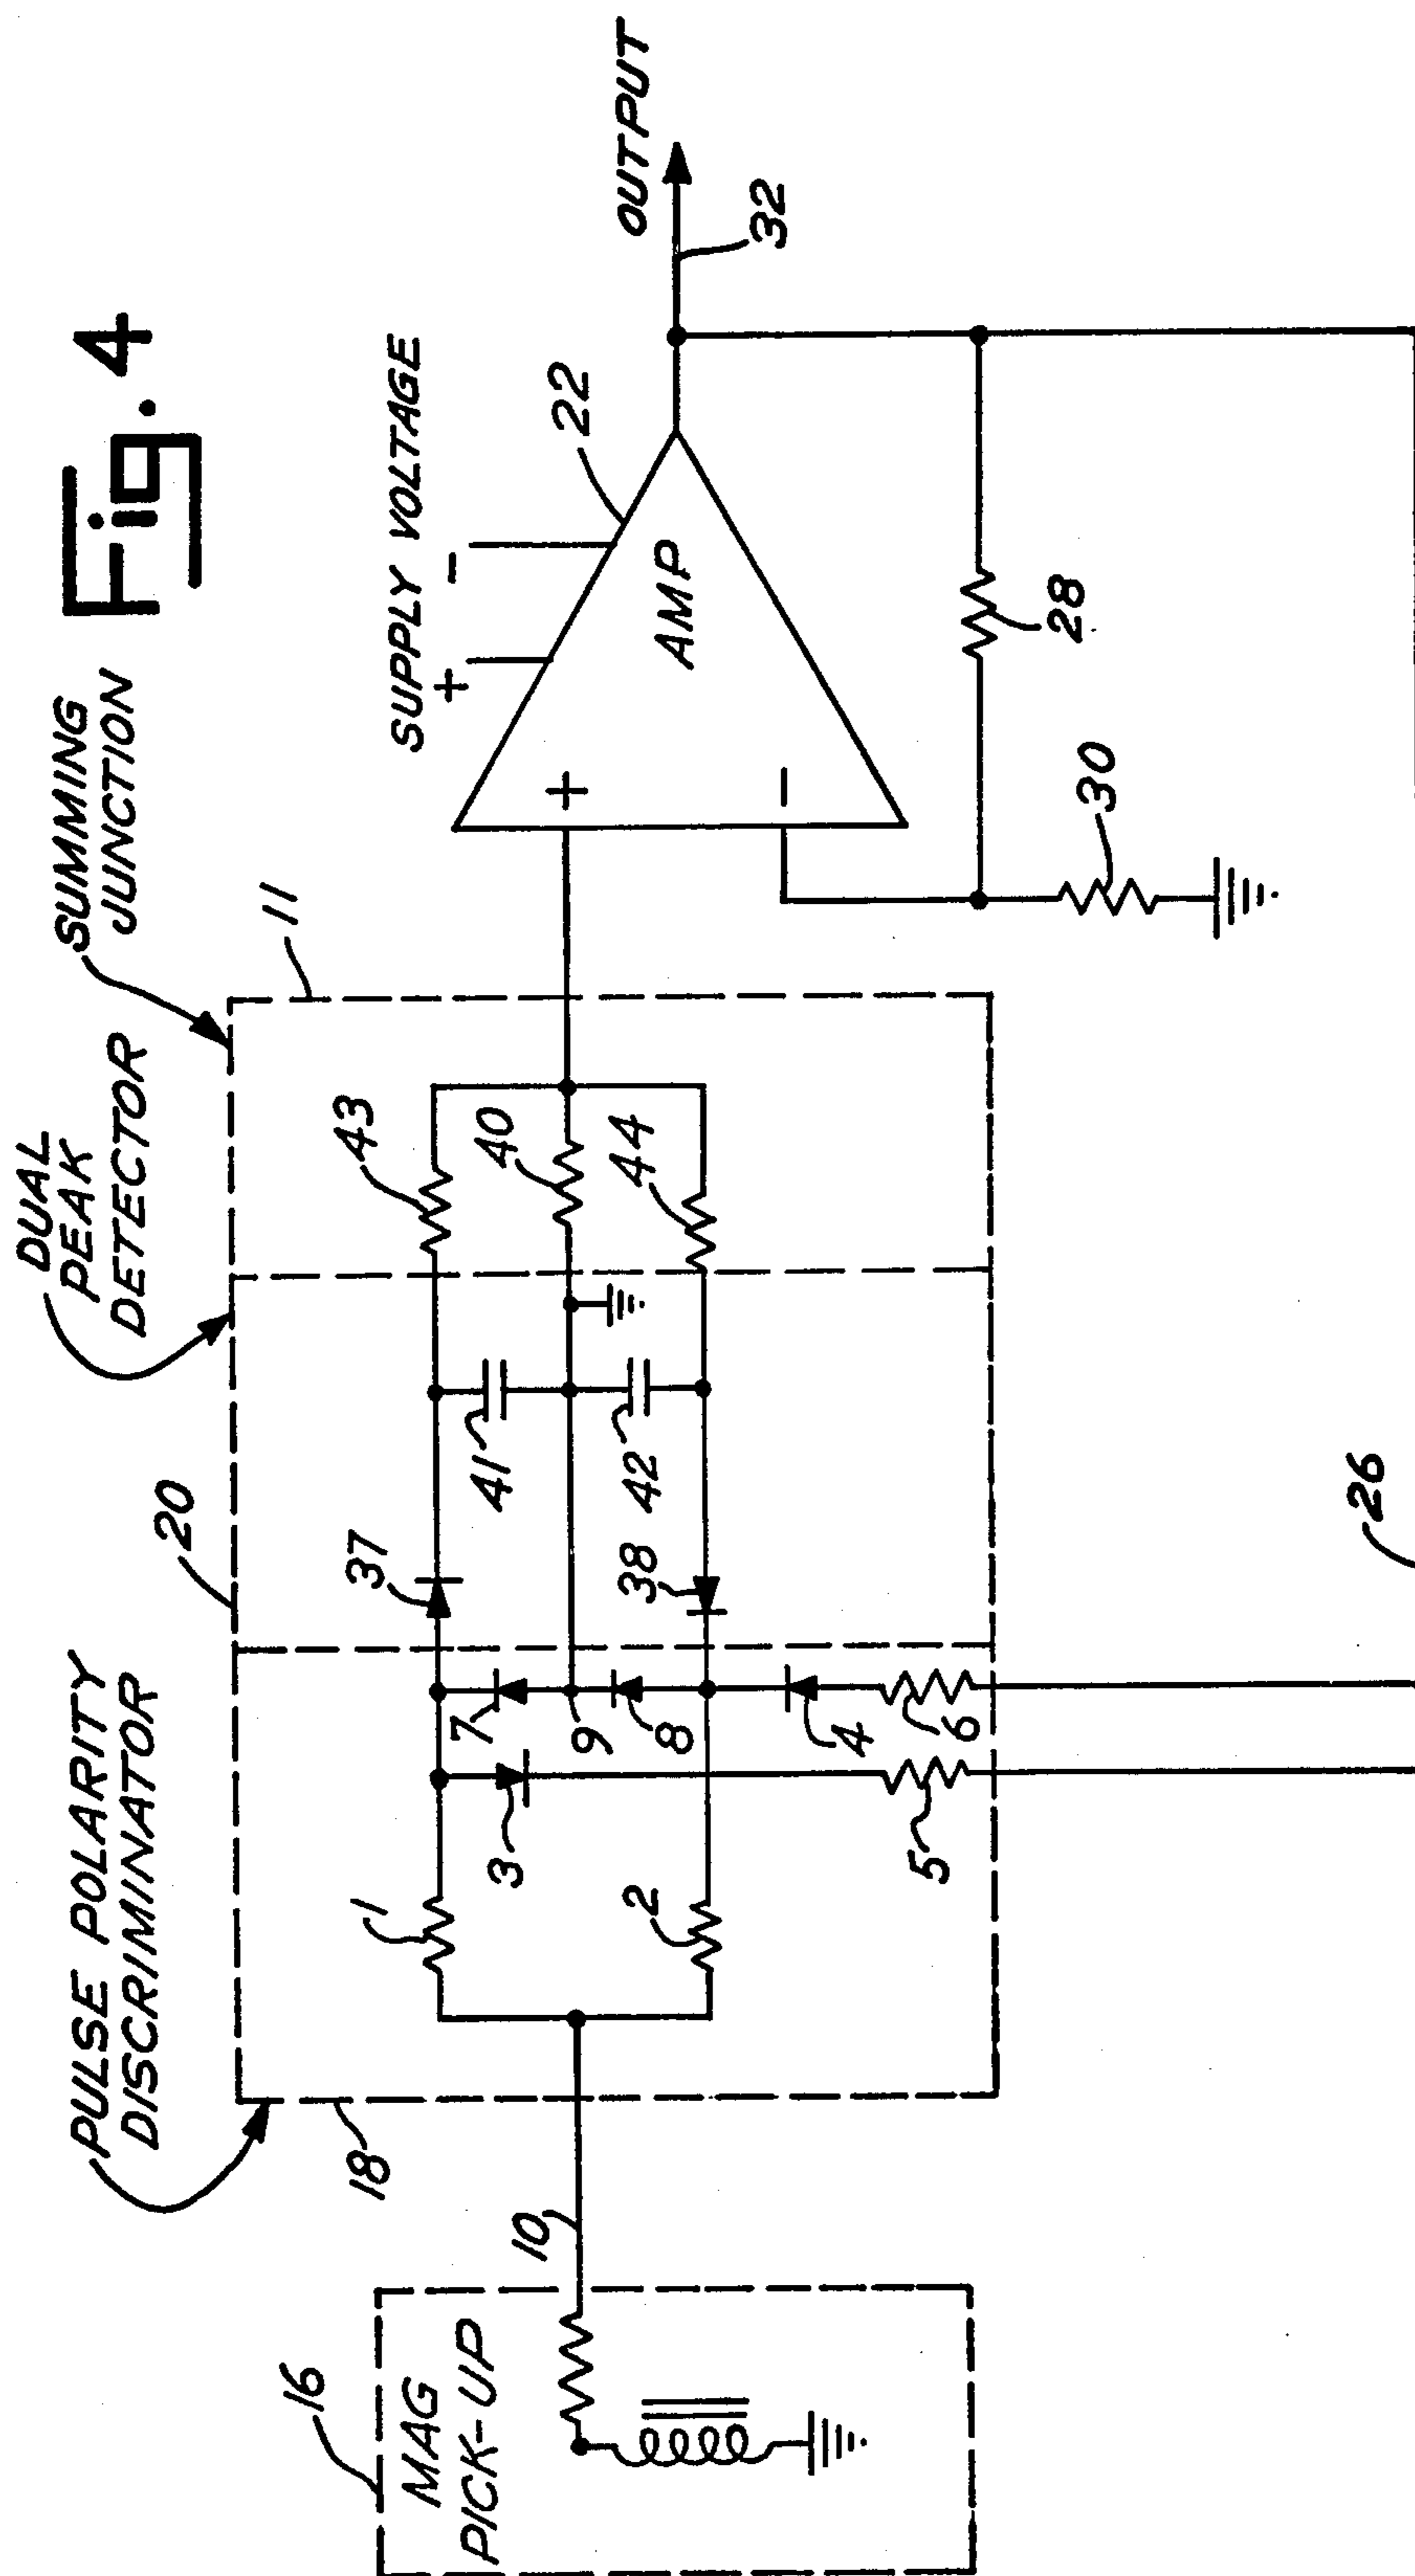 Fig. 4
PULSE POLARITY
DISCRIMINATOR
DUAL
PEAK
DETECTOR
SUMMING
JUNCTION
16
MAG
PICK-UP
10
18
20
11
1
2
3
5
7
9
8
4
6
37
38
41
42
43
40
44
SUPPLY VOLTAGE
+
-
22
AMP
+
-
OUTPUT
32
28
30
26